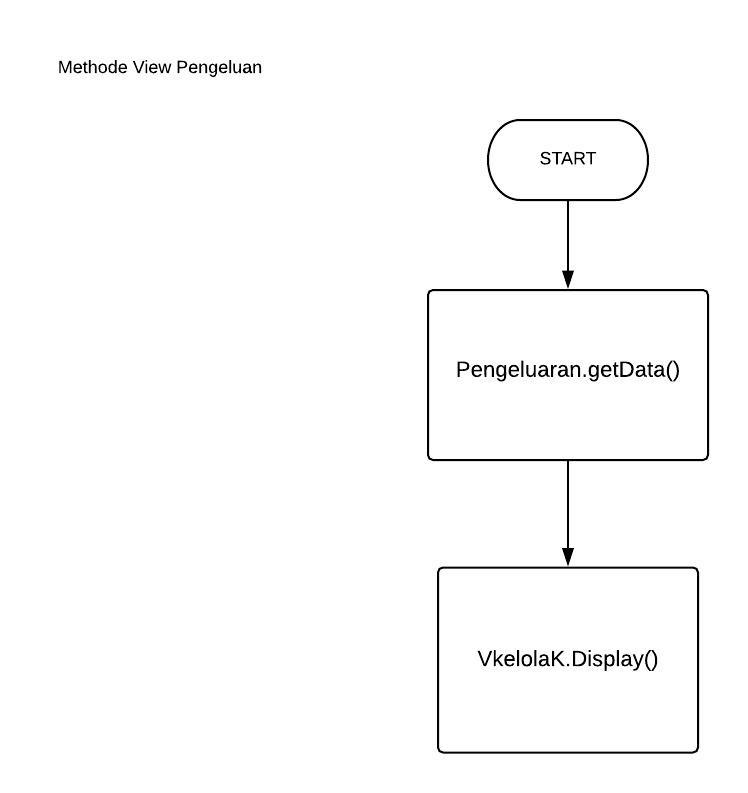 Methode View Pengeluan
START
Pengeluaran.getData()
VkelolaK.Display()